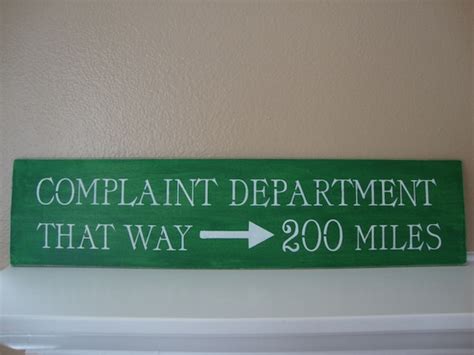 COMPLAINT DEPARTMENT
THAT WAY → 200 MILES